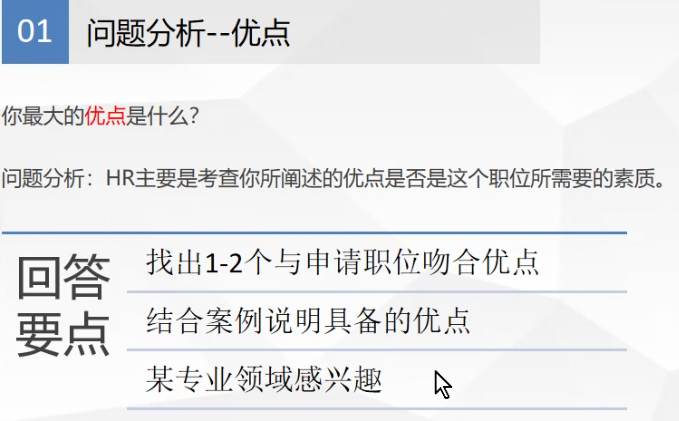 01 问题分析--优点
你最大的优点是什么？
问题分析：HR主要是考查你所阐述的优点是否是这个职位所需要的素质。
回答
要点
找出1-2个与申请职位吻合优点
结合案例说明具备的优点
某专业领域感兴趣